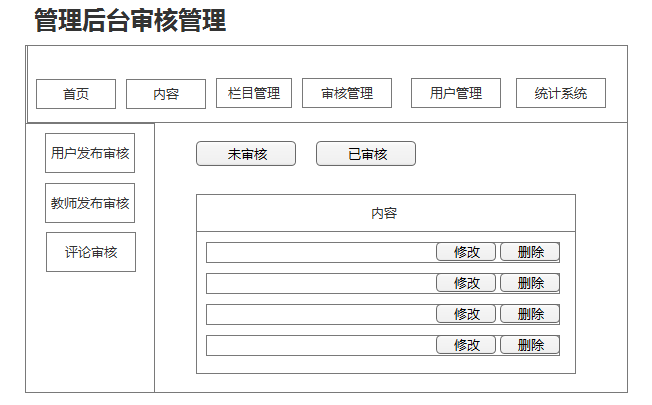 管理后台审核管理
首页 内容 栏目管理 审核管理 用户管理 统计系统
用户发布审核 未审核 已审核
教师发布审核
内容
评论审核 修改 删除
修改 删除
修改 删除
修改 删除